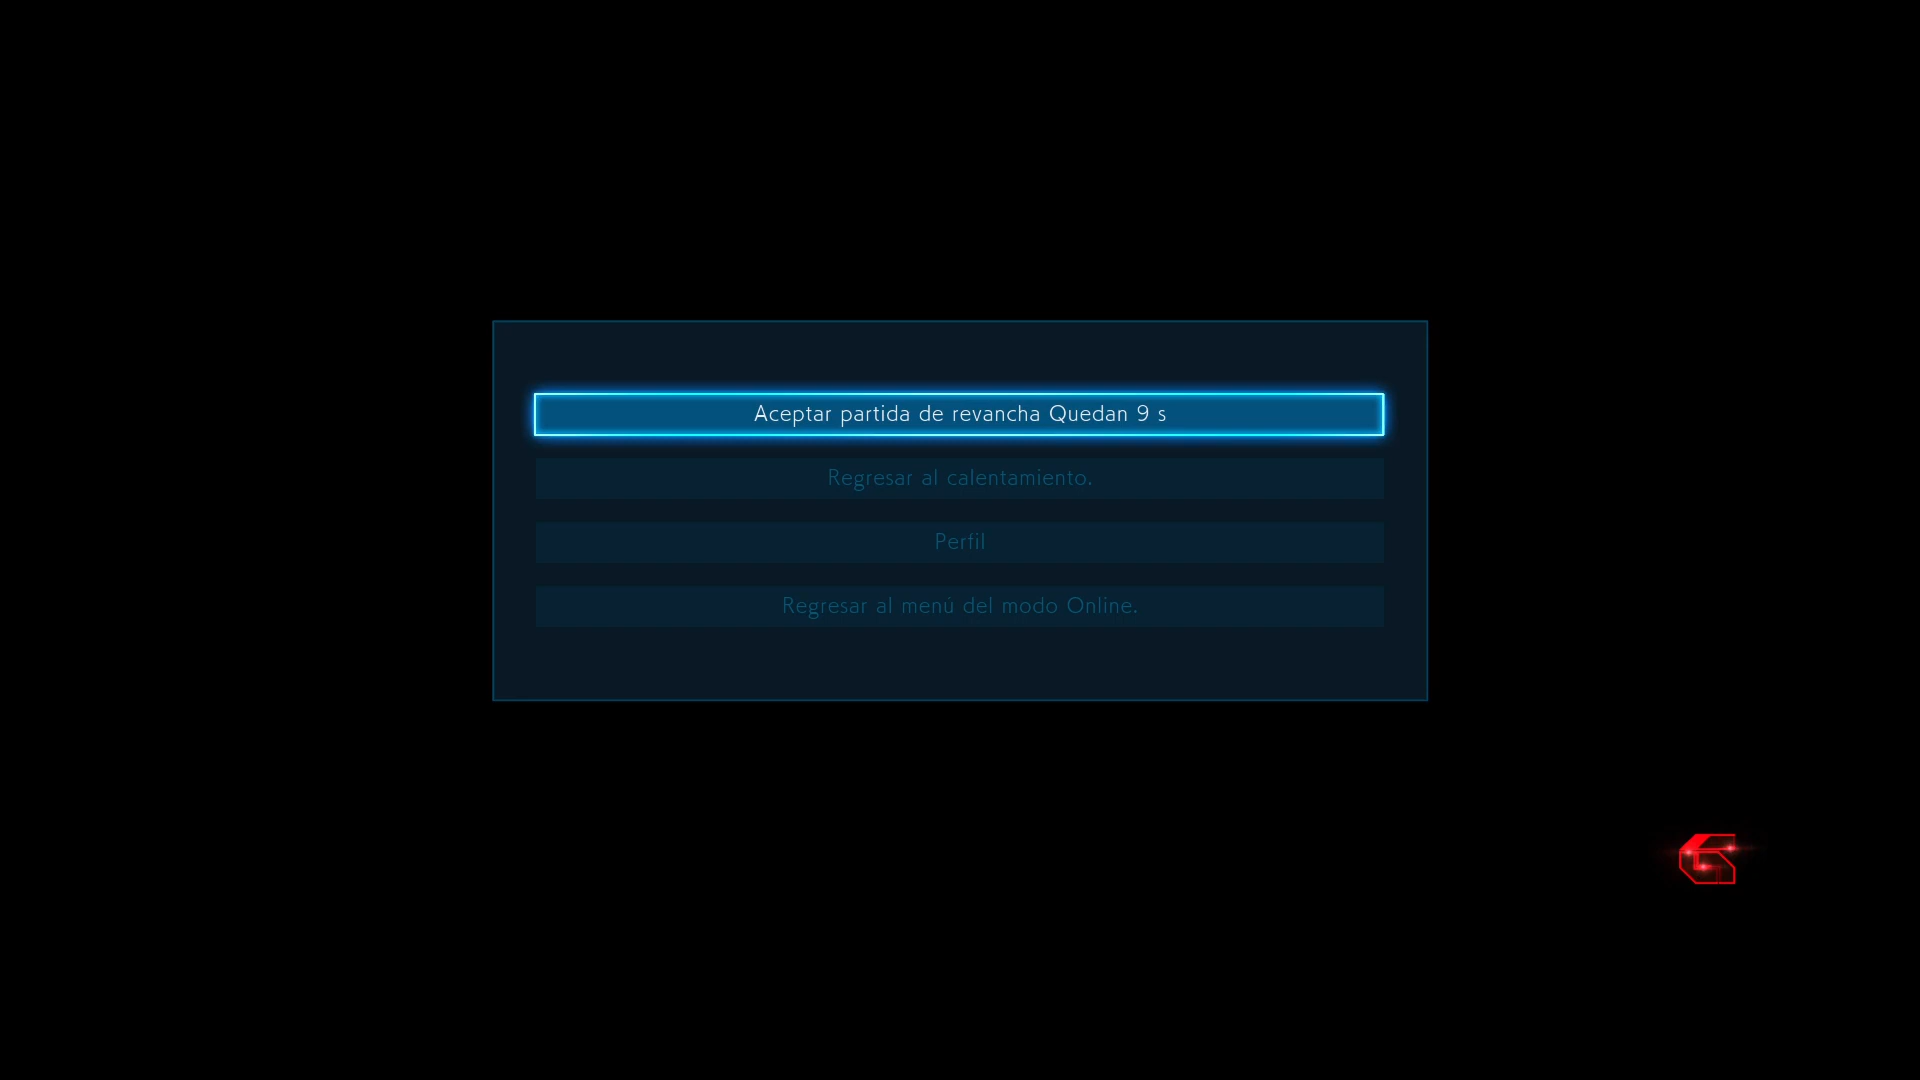 Aceptar partida de revancha Quedan 9 s
Regresar al calentamiento.
Perfil
Regresar al menú del modo Online.